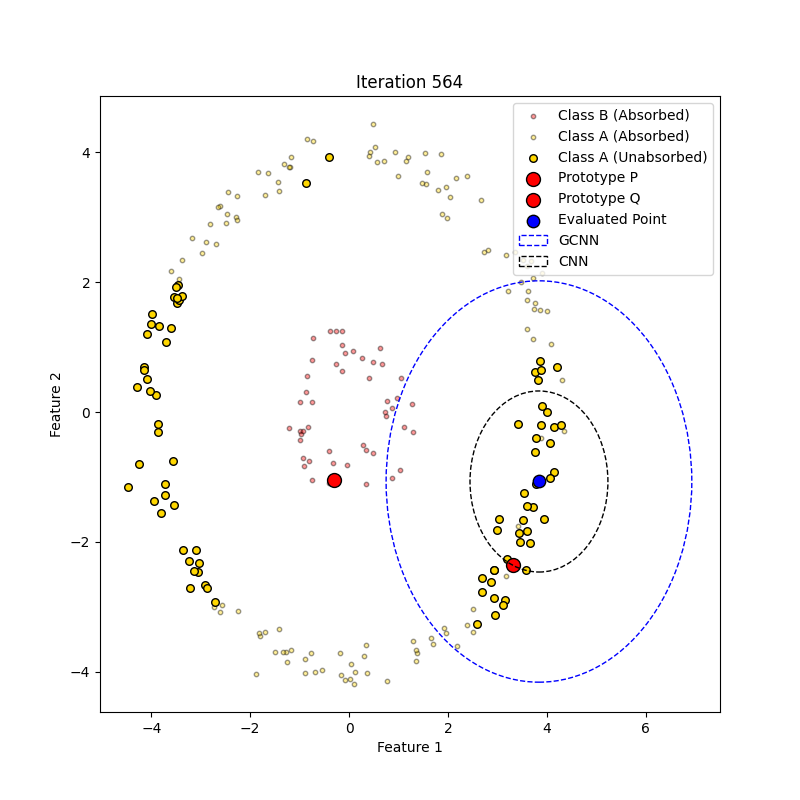 Iteration 564
Class B (Absorbed)
Class A (Absorbed)
Class A (Unabsorbed)
Prototype P
Prototype Q
Evaluated Point
GCNN
CNN
4
2
0
−2
−4
Feature 2
−4
−2
0
2
4
6
Feature 1